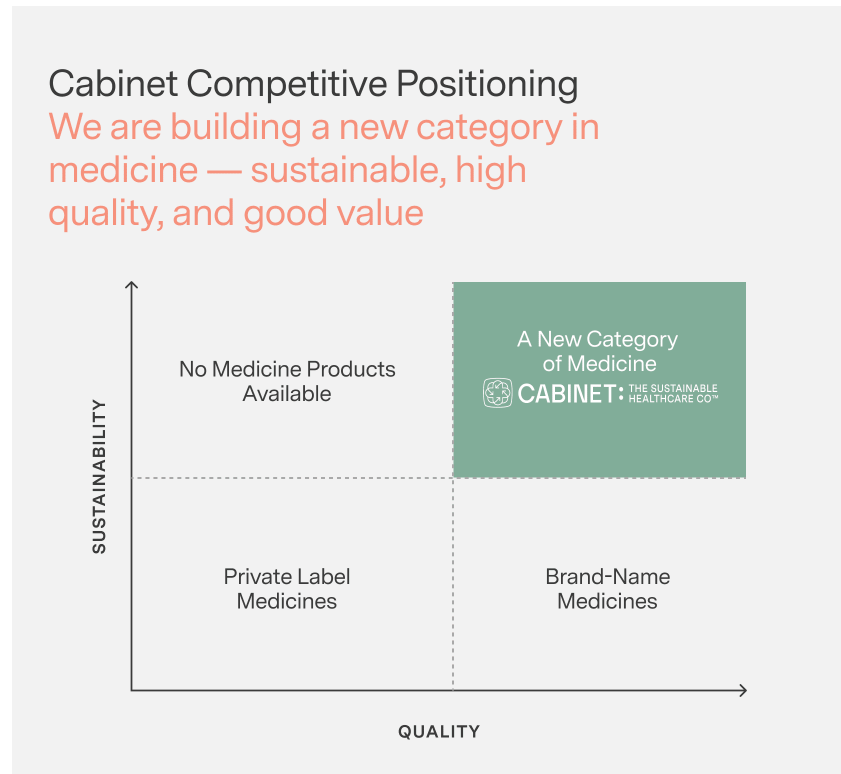 Cabinet Competitive Positioning
We are building a new category in
medicine — sustainable, high
quality, and good value
SUSTAINABILITY
No Medicine Products
Available
A New Category
of Medicine
CABINET: THE SUSTAINABLE
HEALTHCARE CO™
Private Label
Medicines
Brand-Name
Medicines
QUALITY